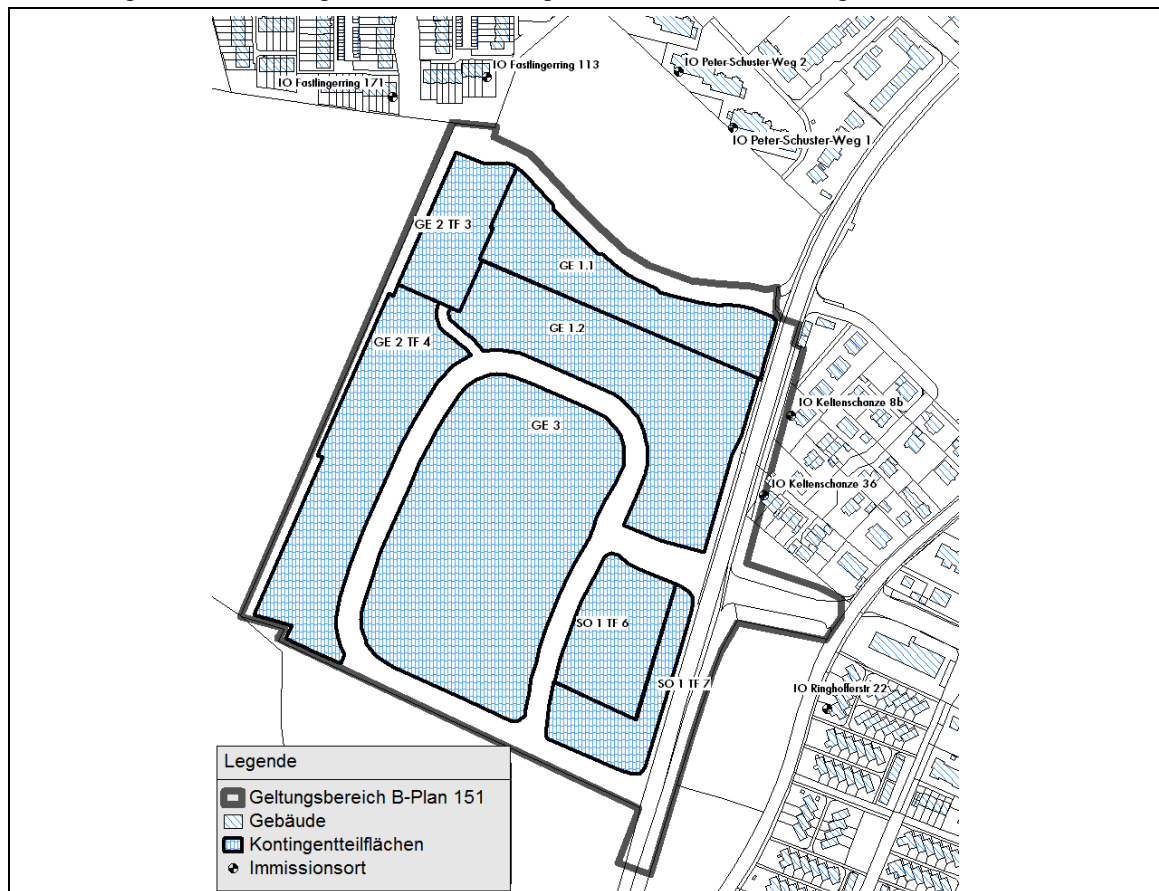 IO Fastlingerring 113
IO Peter-Schuster-Weg 2
IO Fastlingerring 171
IO Peter-Schuster-Weg 1
GE 2 TF 3
GE 1.1
GE 1.2
GE 2 TF 4
IO Keltenschanze 8b
GE 3
IO Keltenschanze 36
SO 1 TF 6
SO 1 TF 7
IO Ringhofferstr 22
Legende
Geltungsbereich B-Plan 151
Gebäude
Kontingentteilflächen
Immissionsort